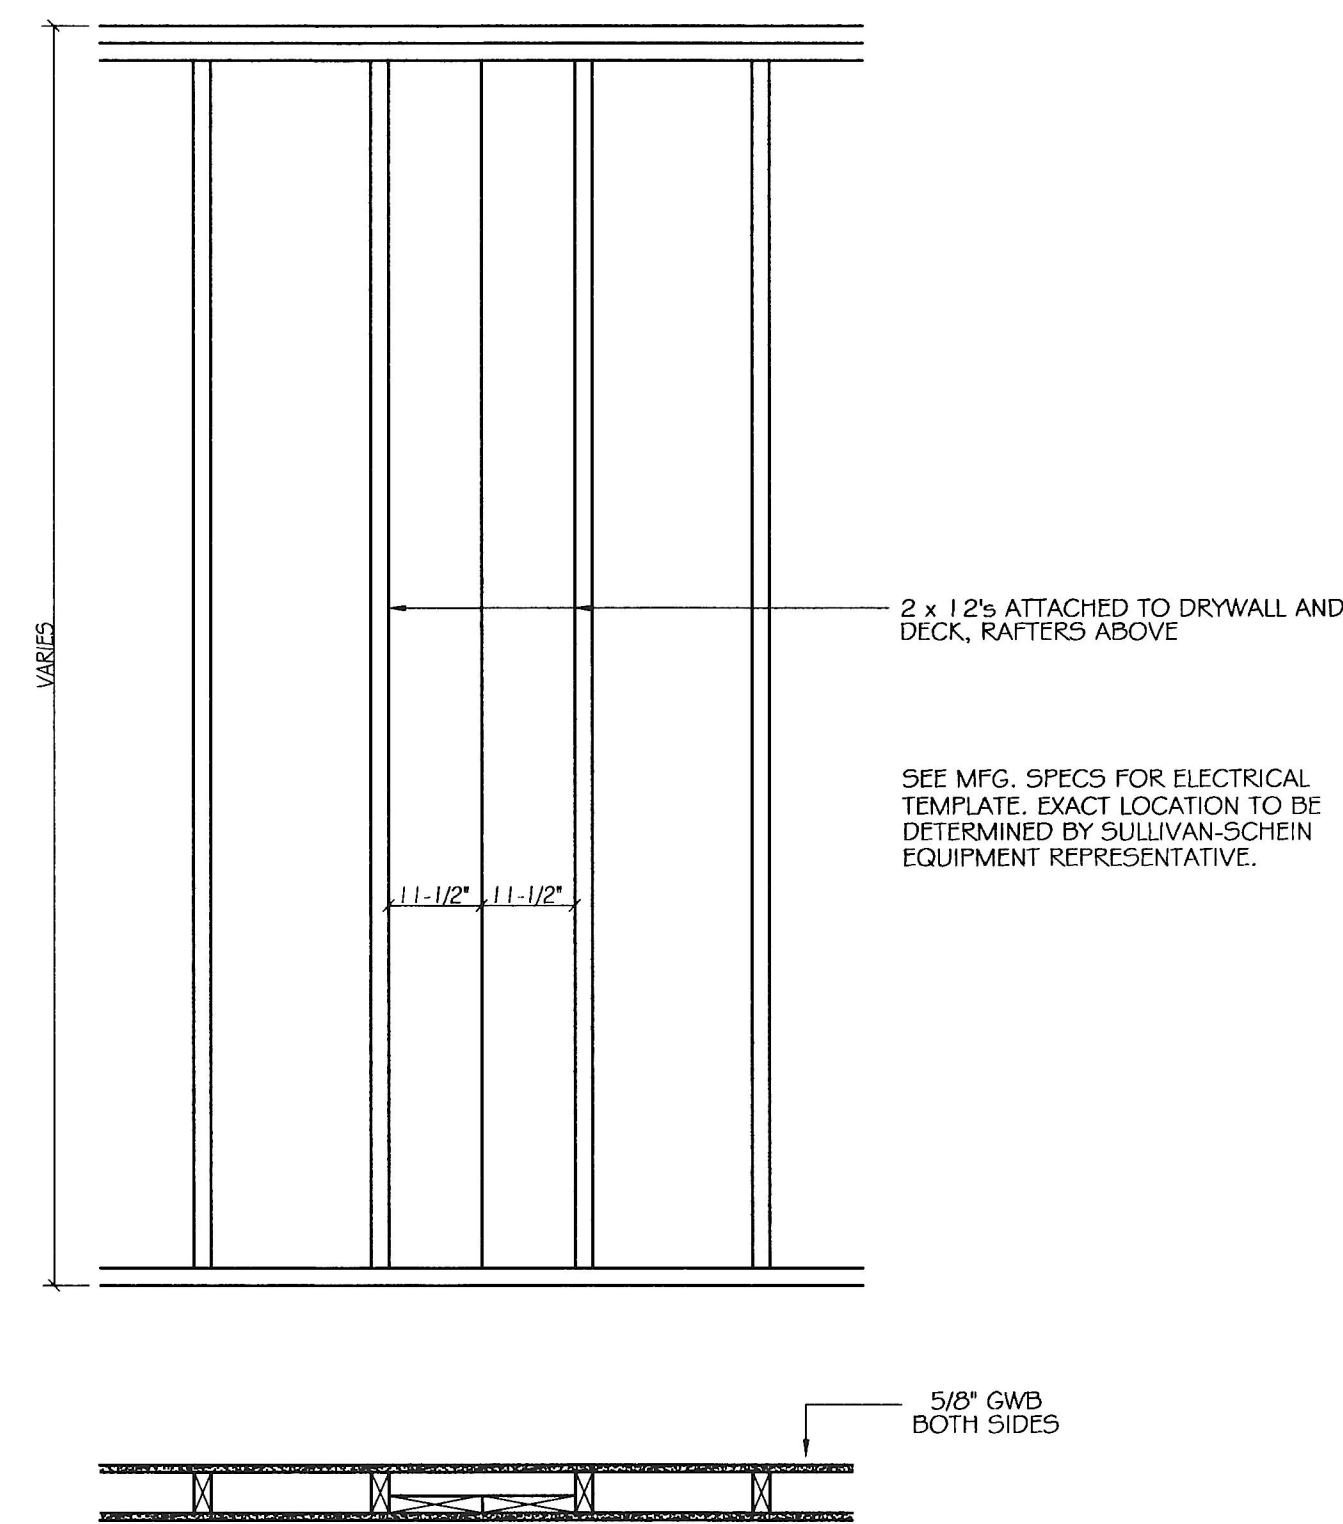 2 x 12's ATTACHED TO DRYWALL AND
DECK, RAFTERS ABOVE
VARIES
SEE MFG. SPECS FOR ELECTRICAL
TEMPLATE. EXACT LOCATION TO BE
DETERMINED BY SULLIVAN-SCHEIN
EQUIPMENT REPRESENTATIVE.
11-1/2" 11-1/2"
5/8" GWB
BOTH SIDES